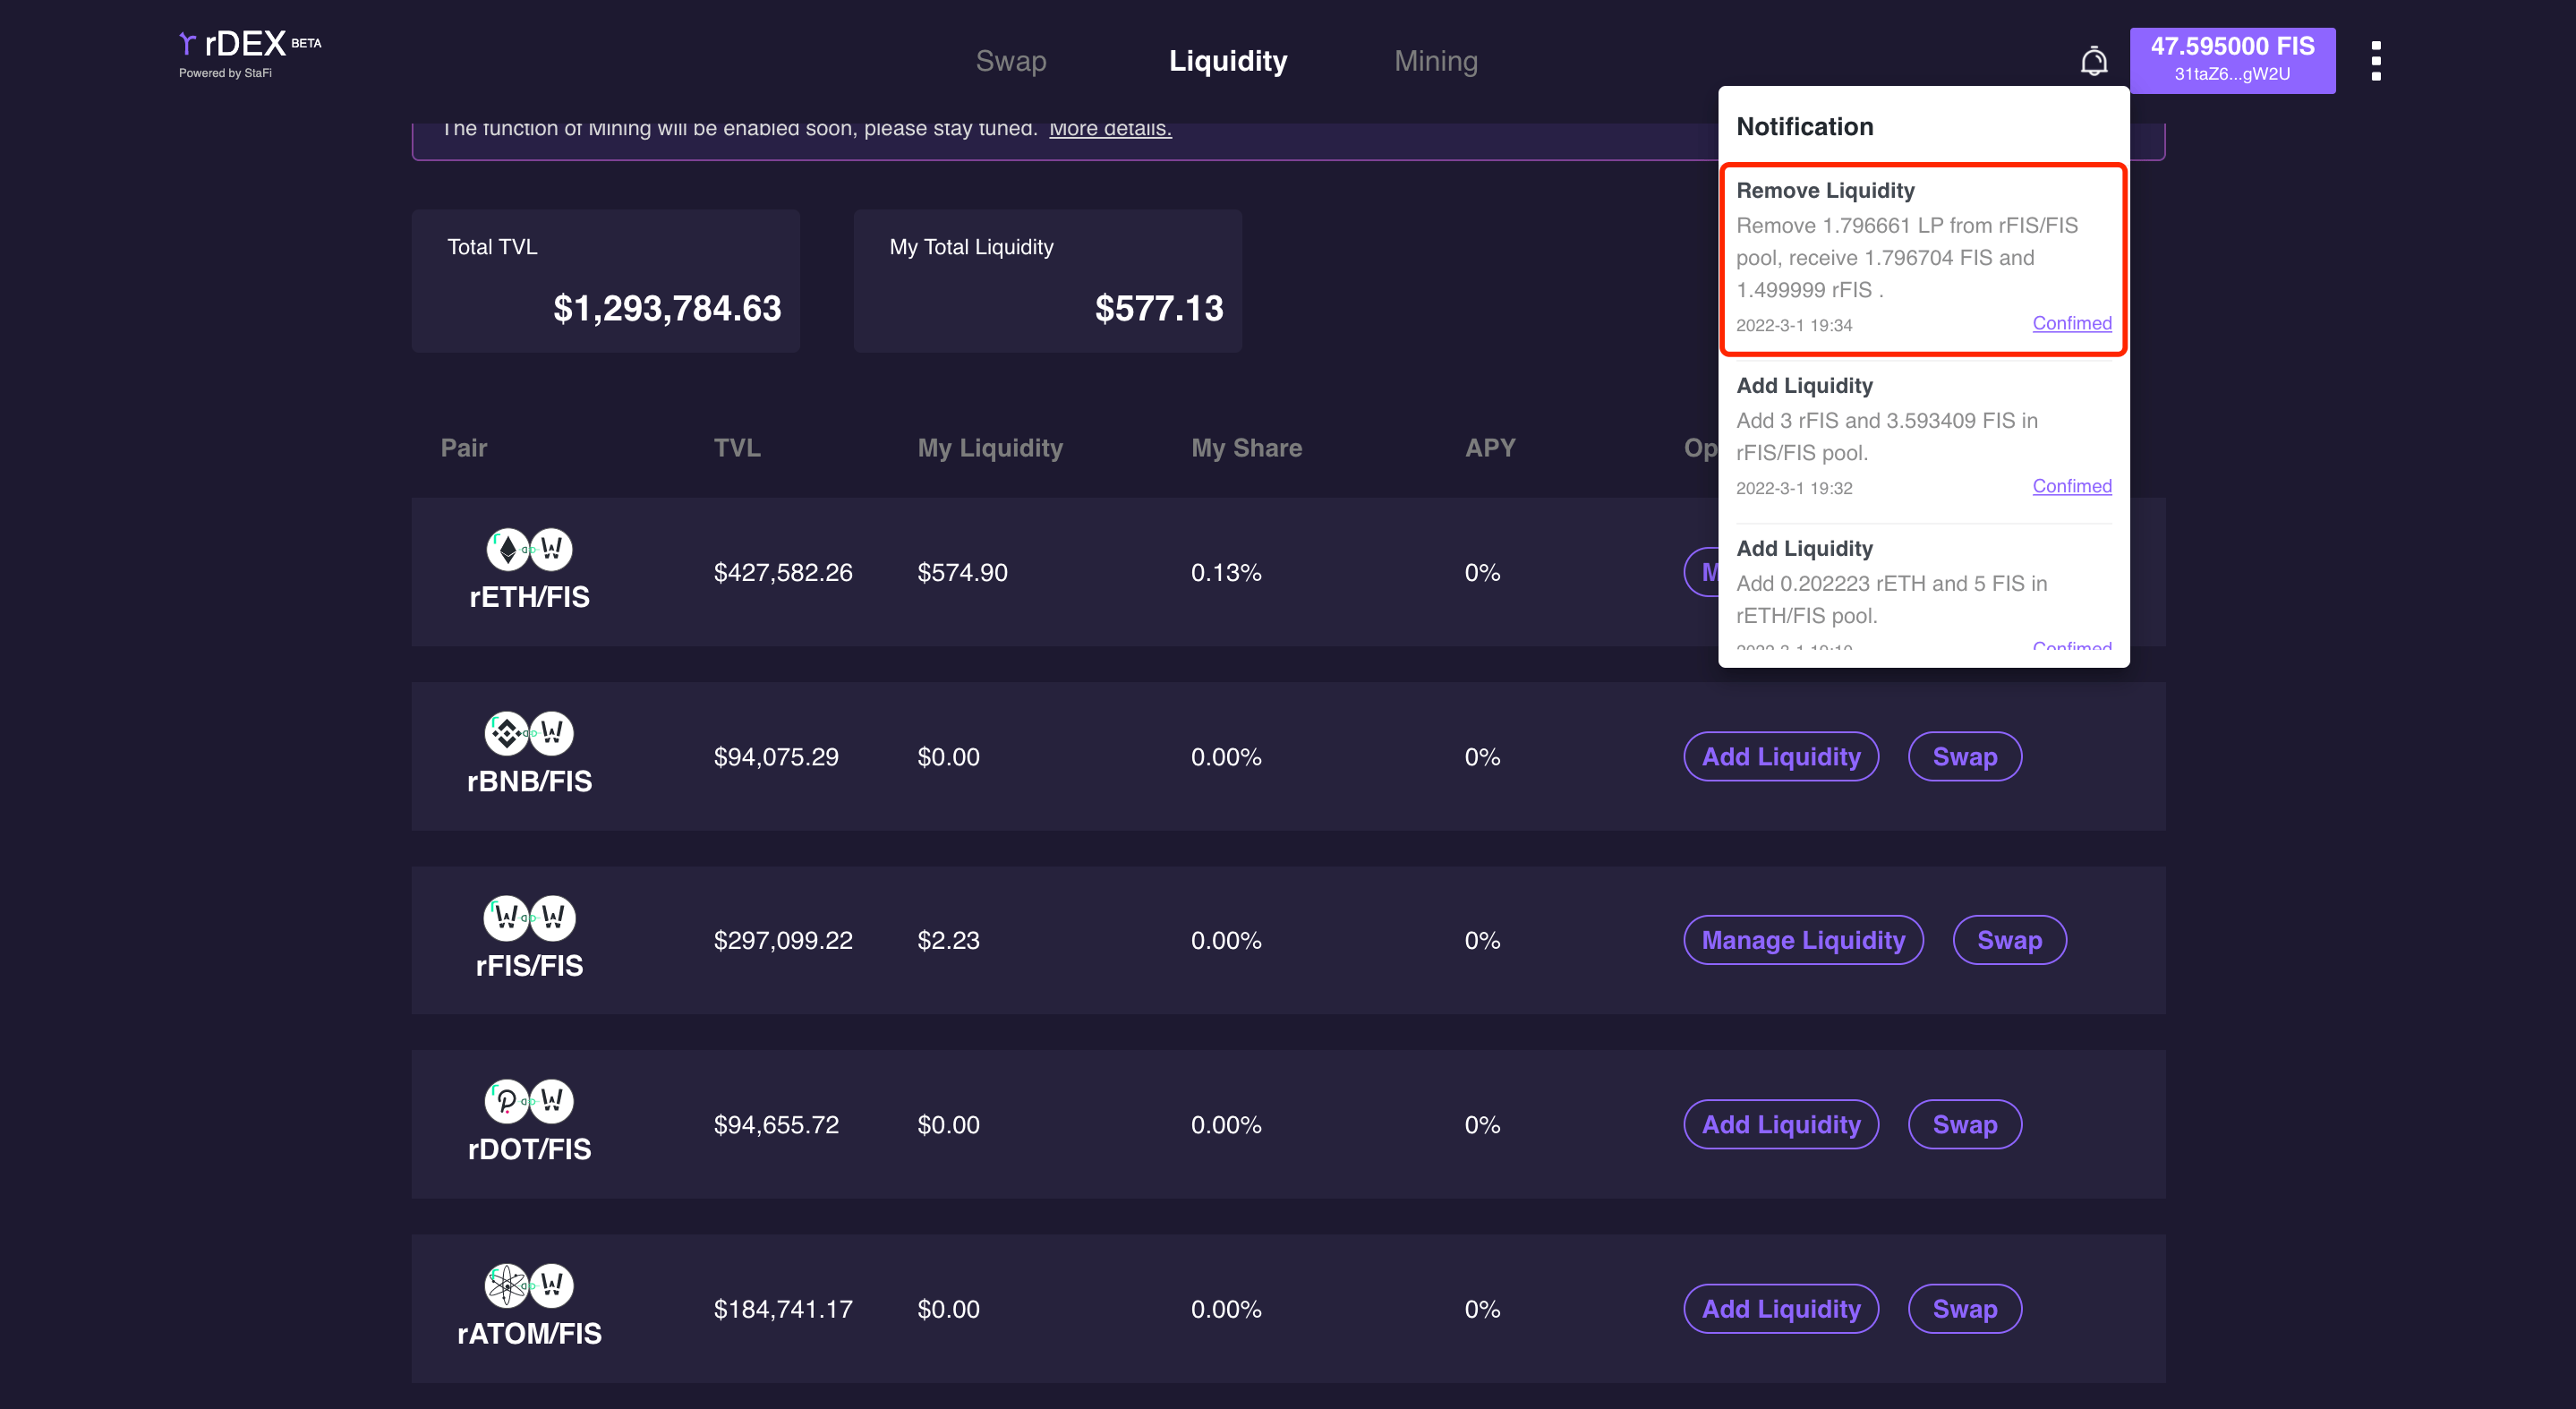 rDEX BETA
Powered by StaFi
Swap
Liquidity
Mining
47.595000 FIS
31taZ6...gW2U
The function of Mining will be enabled soon, please stay tuned. More details.
Notification
Remove Liquidity
Remove 1.796661 LP from rFIS/FIS
pool, receive 1.796704 FIS and
1.499999 rFIS .
2022-3-1 19:34
Confimed
Add Liquidity
Add 3 rFIS and 3.593409 FIS in
rFIS/FIS pool.
2022-3-1 19:32
Confimed
Add Liquidity
Add 0.202223 rETH and 5 FIS in
rETH/FIS pool.
Confimed
Total TVL
$1,293,784.63
My Total Liquidity
$577.13
Pair
TVL
My Liquidity
My Share
APY
Op
rETH/FIS
$427,582.26
$574.90
0.13%
0%
M
rBNB/FIS
$94,075.29
$0.00
0.00%
0%
Add Liquidity
Swap
rFIS/FIS
$297,099.22
$2.23
0.00%
0%
Manage Liquidity
Swap
rDOT/FIS
$94,655.72
$0.00
0.00%
0%
Add Liquidity
Swap
rATOM/FIS
$184,741.17
$0.00
0.00%
0%
Add Liquidity
Swap